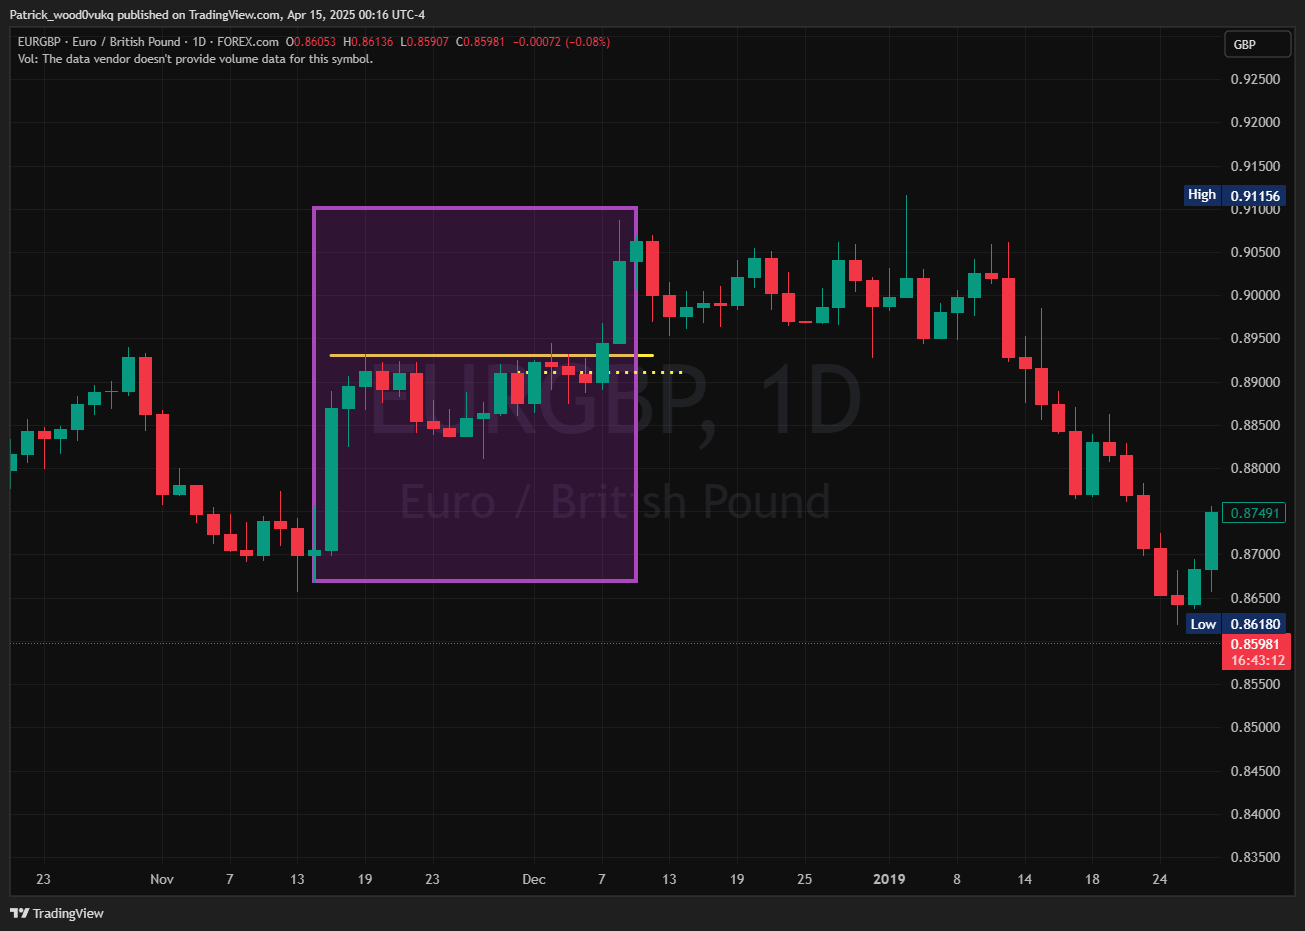 Patrick_wood0vukq published on TradingView.com, Apr 15, 2025 00:16 UTC-4
EURGBP · Euro / British Pound · 1D · FOREX.com O0.86053 H0.86136 L0.85907 C0.85981 −0.00072 (−0.08%)
Vol: The data vendor doesn't provide volume data for this symbol.
GBP
0.92500
0.92000
0.91500
High 0.91156
0.91000
0.90500
0.90000
0.89500
0.89000
0.88500
0.88000
0.87491
0.87000
0.86500
Low 0.86180
0.85981
16:43:12
0.85500
0.85000
0.84500
0.84000
0.83500
EURGBP, 1D
Euro / British Pound
23 Nov 7 13 19 23 Dec 7 13 19 25 2019 8 14 18 24
TradingView